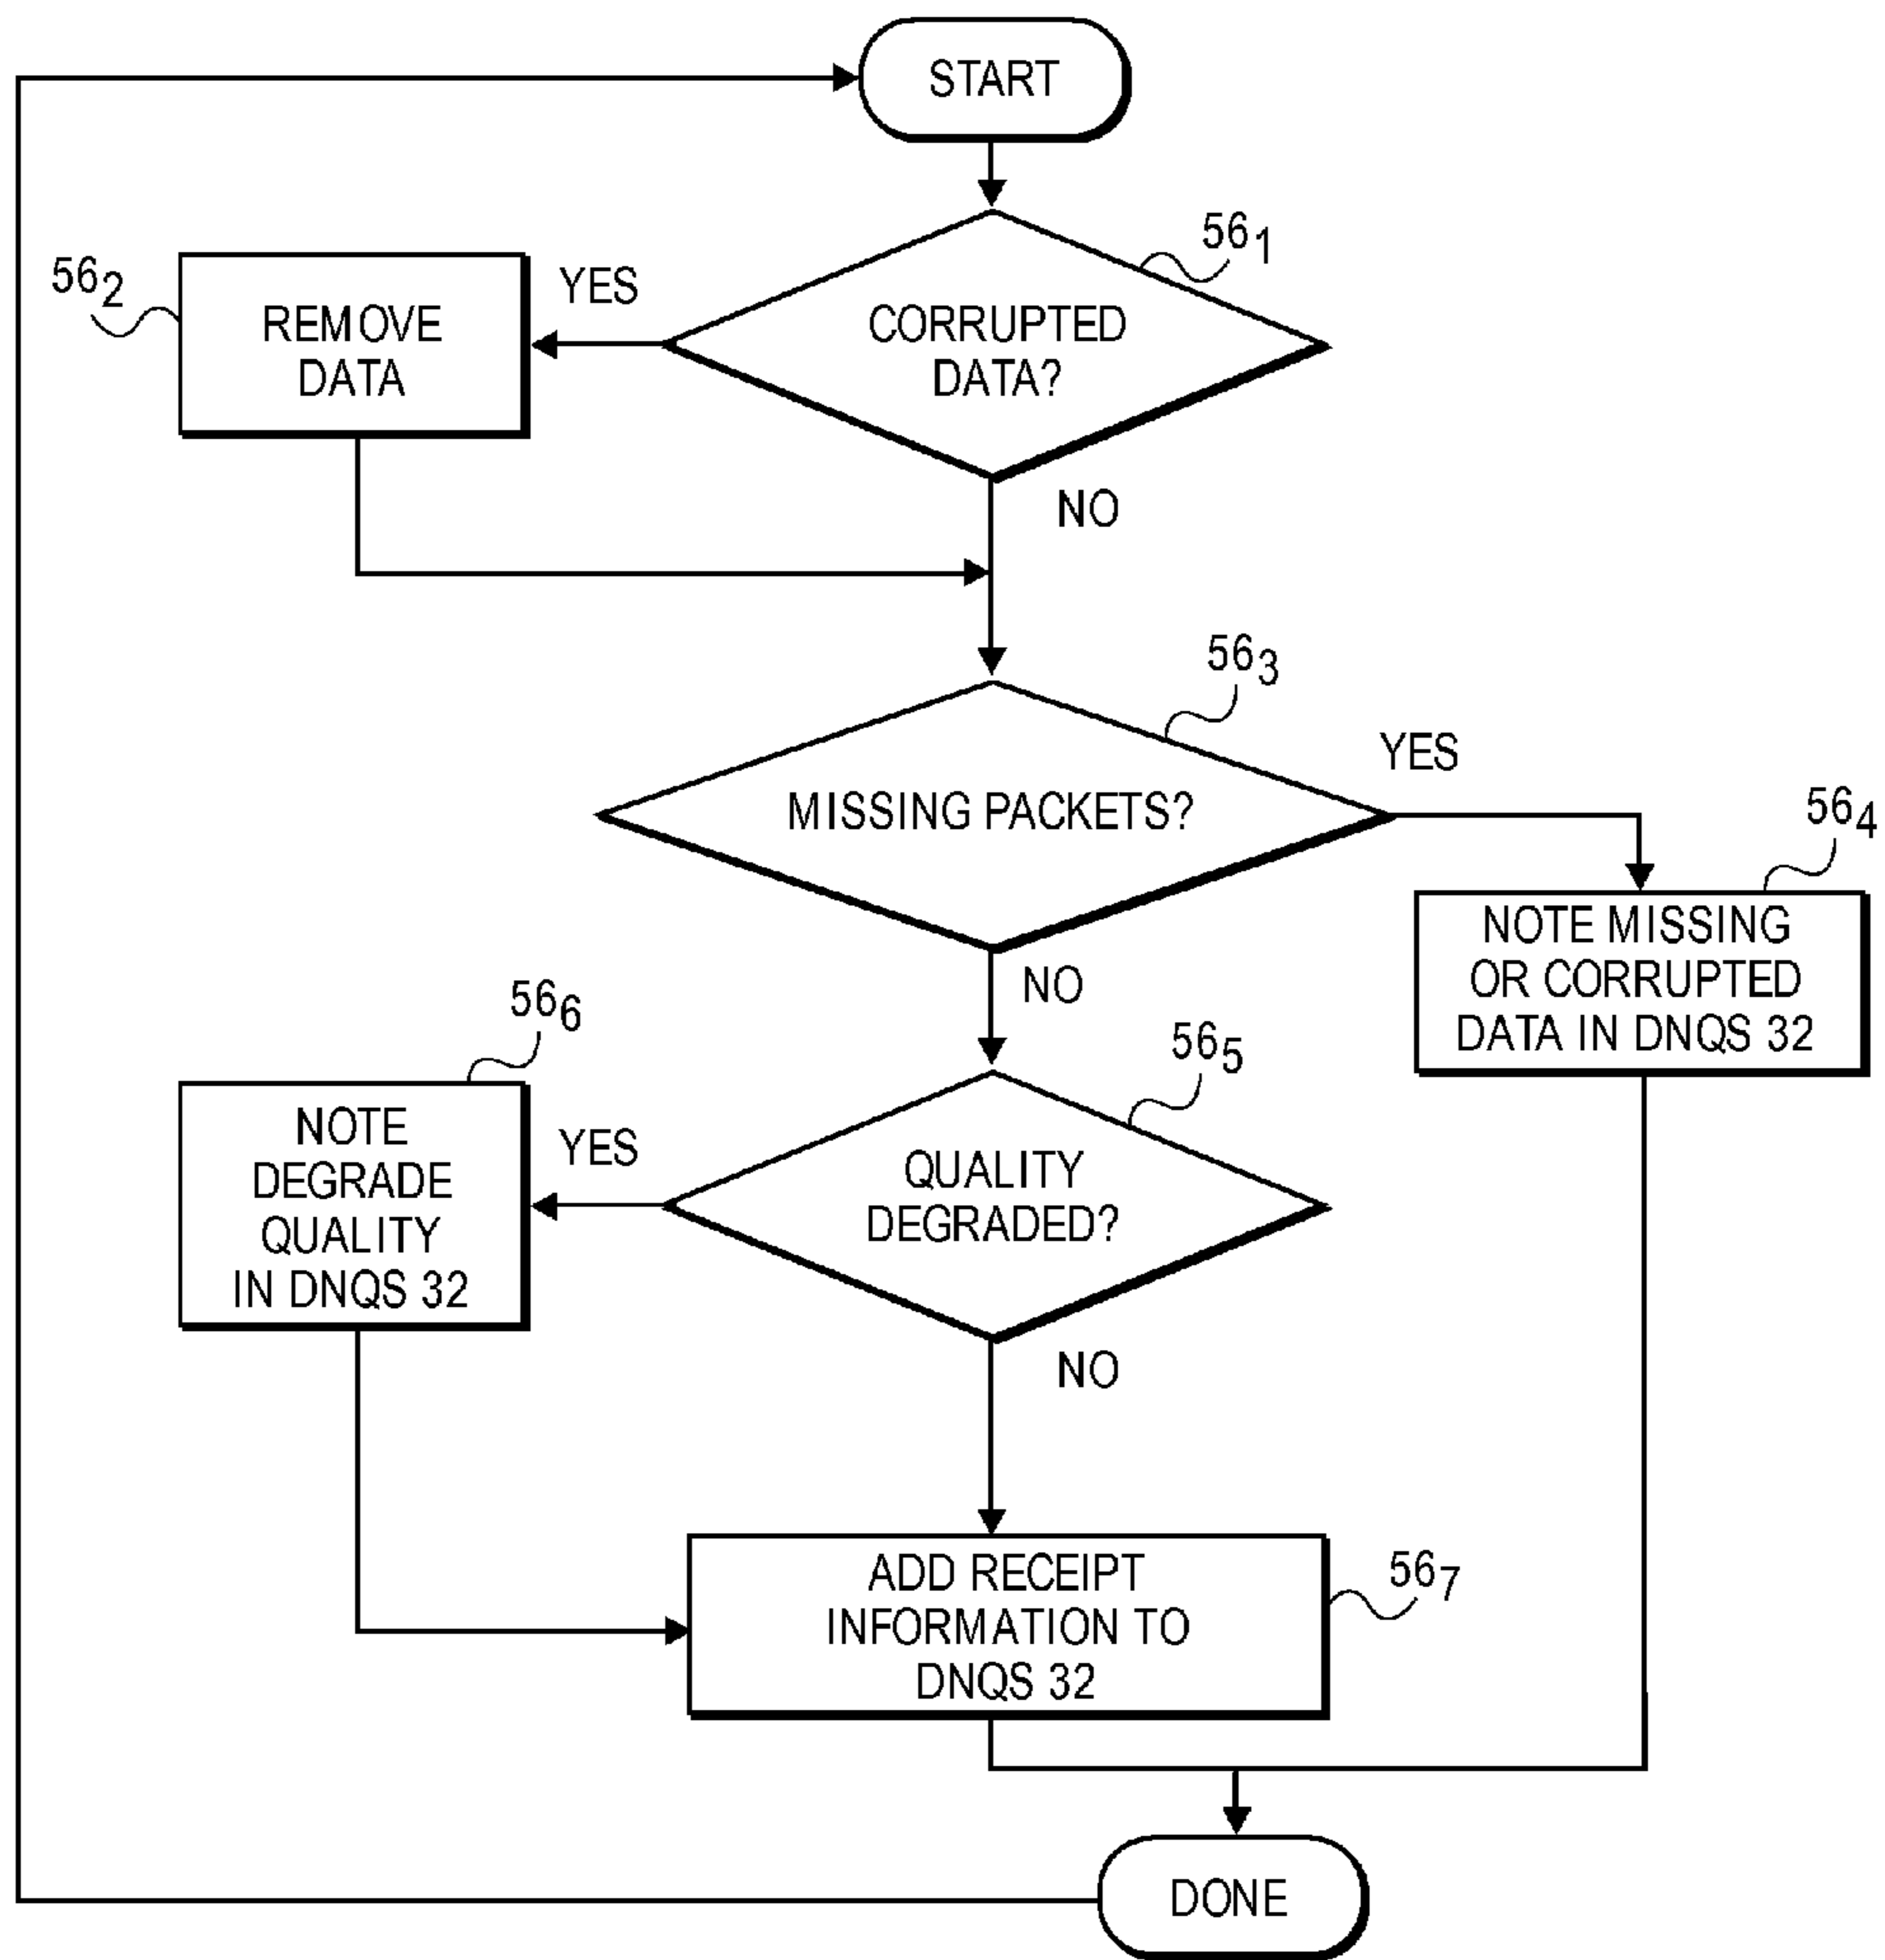 START
56₁
CORRUPTED
DATA?
YES
56₂
REMOVE
DATA
NO
56₃
MISSING PACKETS?
YES
56₄
NOTE MISSING
OR CORRUPTED
DATA IN DNQS 32
NO
56₅
QUALITY
DEGRADED?
YES
56₆
NOTE
DEGRADE
QUALITY
IN DNQS 32
NO
56₇
ADD RECEIPT
INFORMATION TO
DNQS 32
DONE